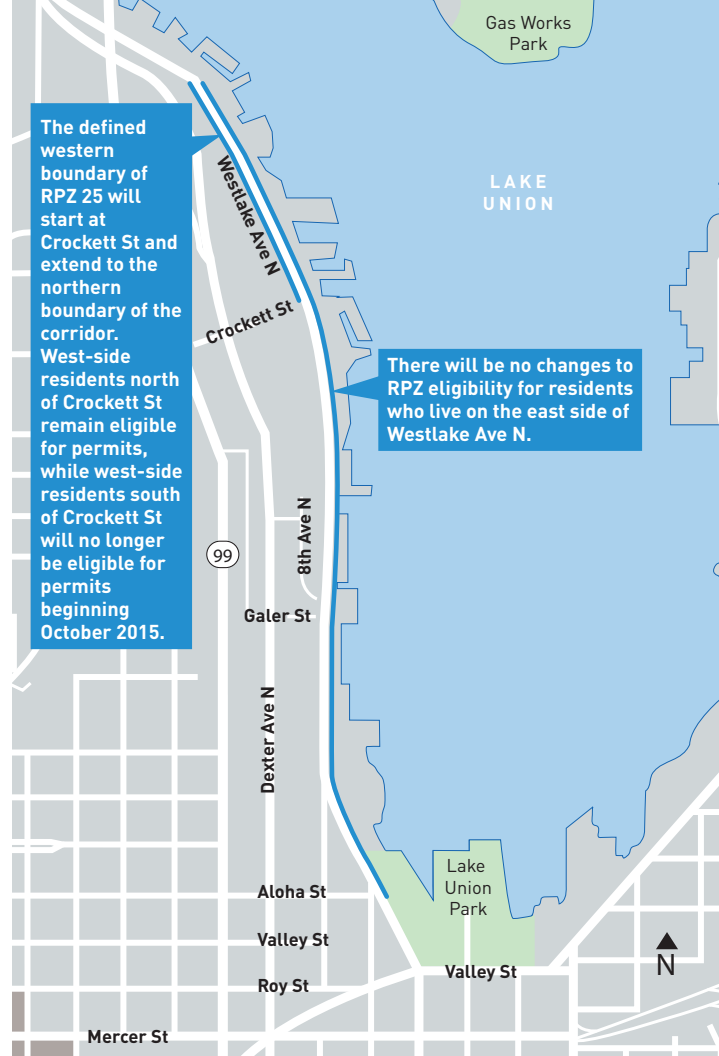 Gas Works
Park
The defined
western
boundary of
RPZ 25 will
start at
Crockett St and
extend to the
northern
boundary of the
corridor.
West-side
residents north
of Crockett St
remain eligible
for permits,
while west-side
residents south
of Crockett St
will no longer
be eligible for
permits
beginning
October 2015.
LAKE
UNION
Westlake Ave N
Crockett St
There will be no changes to
RPZ eligibility for residents
who live on the east side of
Westlake Ave N.
8th Ave N
99
Galer St
Dexter Ave N
Lake
Union
Park
Aloha St
Valley St
Valley St
N
Roy St
Mercer St